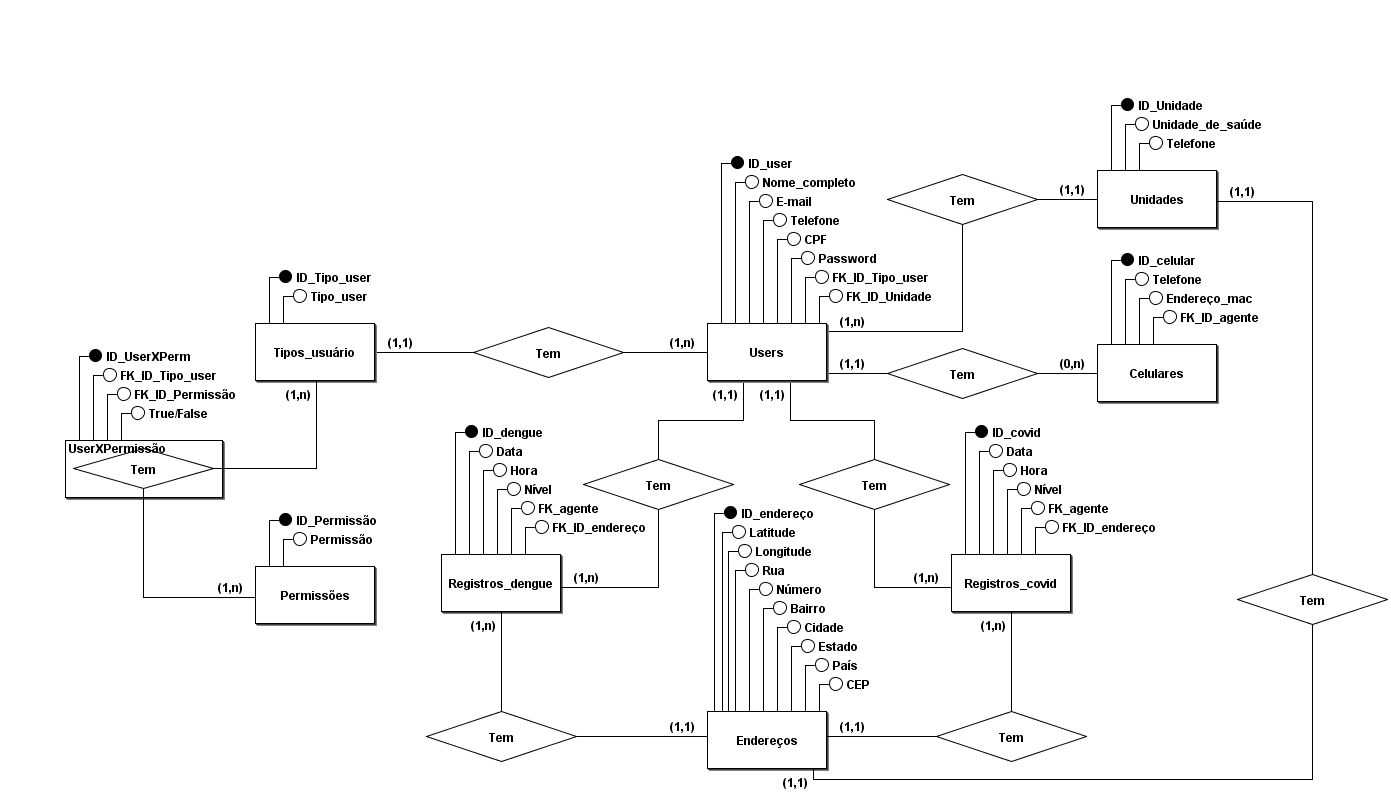 ID_Unidade
Unidade_de_saúde
Telefone
Unidades
(1,1)
(1,1)
Tem
ID_user
Nome_completo
E-mail
Telefone
CPF
Password
FK_ID_Tipo_user
FK_ID_Unidade
Users
(1,n)
(1,1)
Tem
(0,n)
ID_celular
Telefone
Endereço_mac
FK_ID_agente
Celulares
ID_Tipo_user
Tipo_user
Tipos_usuário
(1,1)
Tem
(1,n)
(1,n)
ID_UserXPerm
FK_ID_Tipo_user
FK_ID_Permissão
True/False
UserXPermissão
Tem
ID_Permissão
Permissão
Permissões
(1,n)
(1,1)
(1,1)
Tem
Tem
ID_dengue
Data
Hora
Nível
FK_agente
FK_ID_endereço
Registros_dengue
(1,n)
(1,n)
ID_covid
Data
Hora
Nível
FK_agente
FK_ID_endereço
Registros_covid
(1,n)
(1,n)
ID_endereço
Latitude
Longitude
Rua
Número
Bairro
Cidade
Estado
País
CEP
Endereços
Tem
(1,1)
(1,1)
Tem
(1,1)
Tem